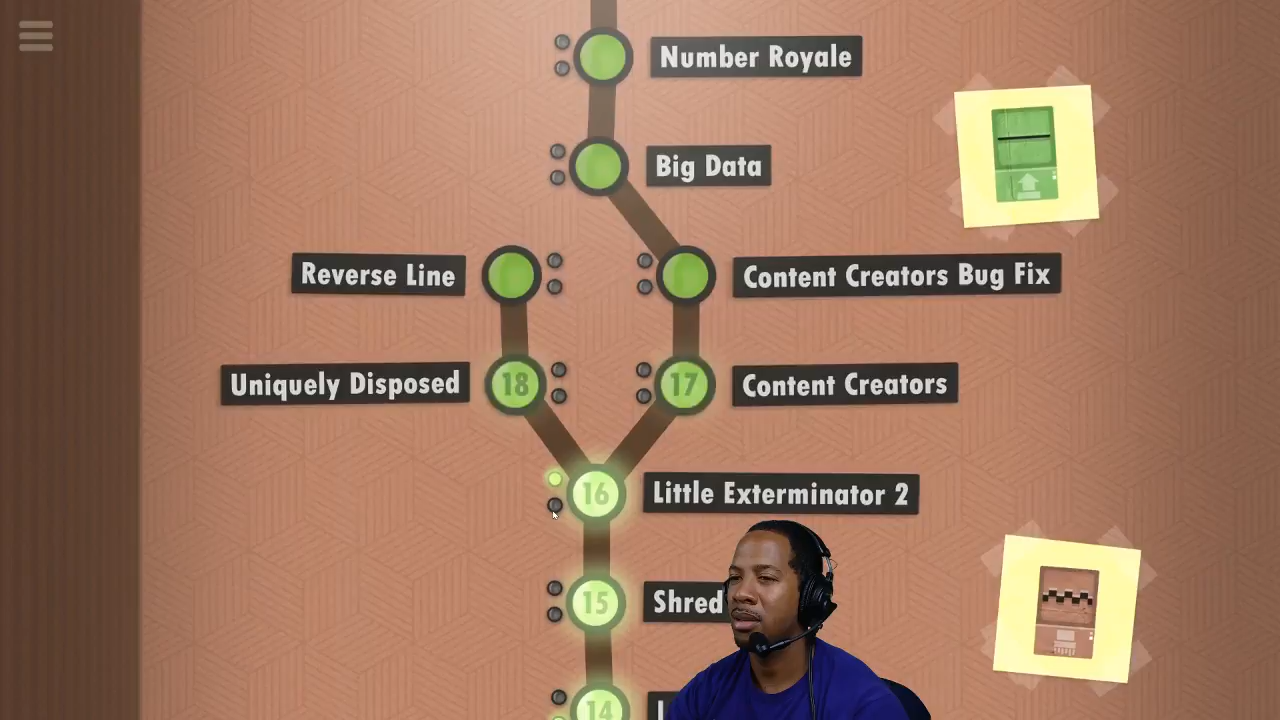 Number Royale
Big Data
Reverse Line
Content Creators Bug Fix
Uniquely Disposed
18
17
Content Creators
16
Little Exterminator 2
15
Shred
14